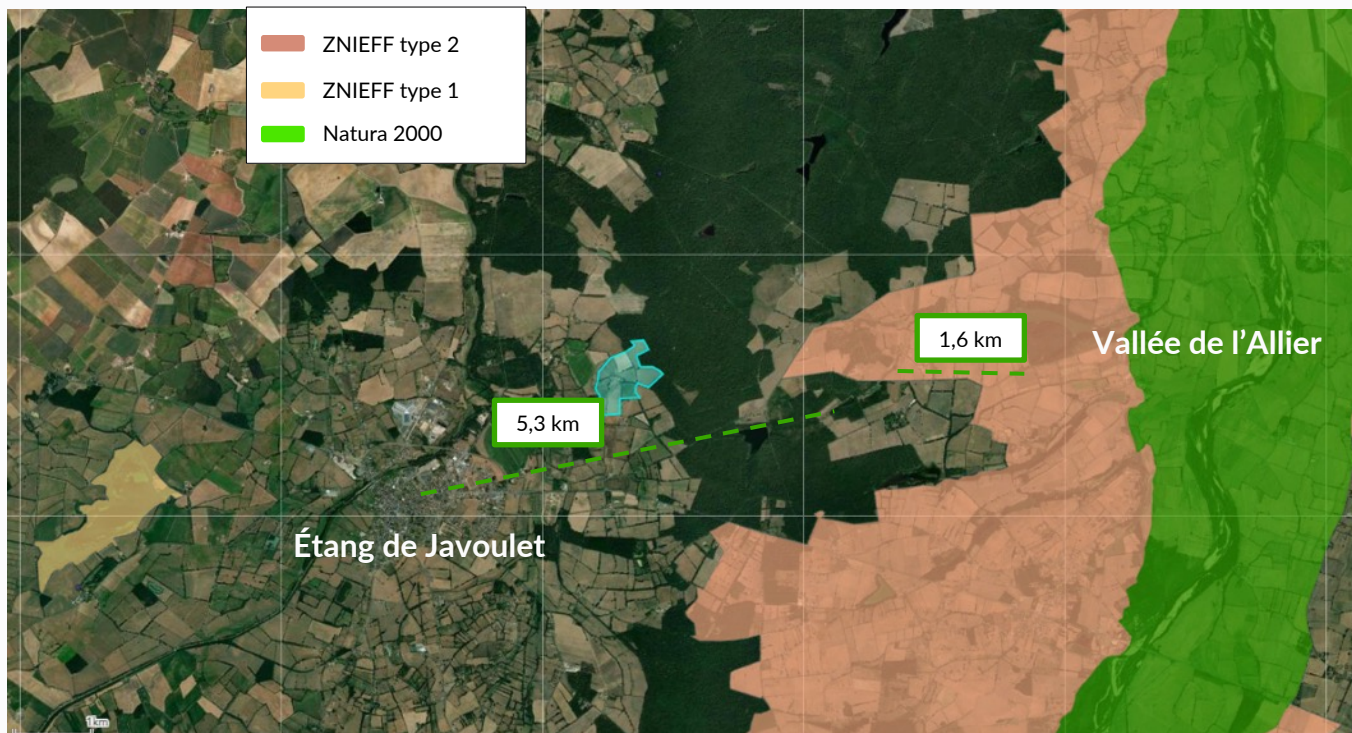 ZNIEFF type 2
ZNIEFF type 1
Natura 2000
1,6 km
Vallée de l'Allier
5,3 km
Étang de Javoulet
1km